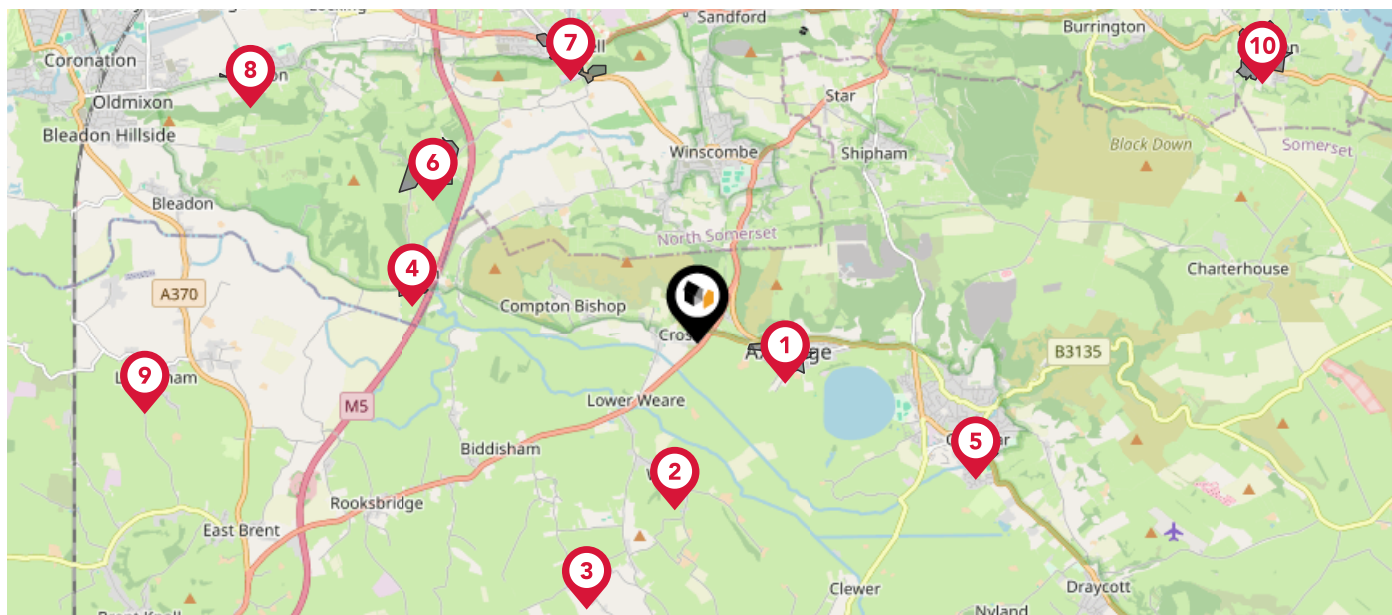 Sandford
Burrington
7
10
Coronation
8
Oldmixon
Star
Bleadon Hillside
Winscombe
Shipham
Black Down
Somerset
6
Bleadon
North Somerset
4
Charterhouse
A370
Compton Bishop
1
B3135
9
M5
Lower Weare
Biddisham
5
2
Rooksbridge
East Brent
3
Clewer
Draycott